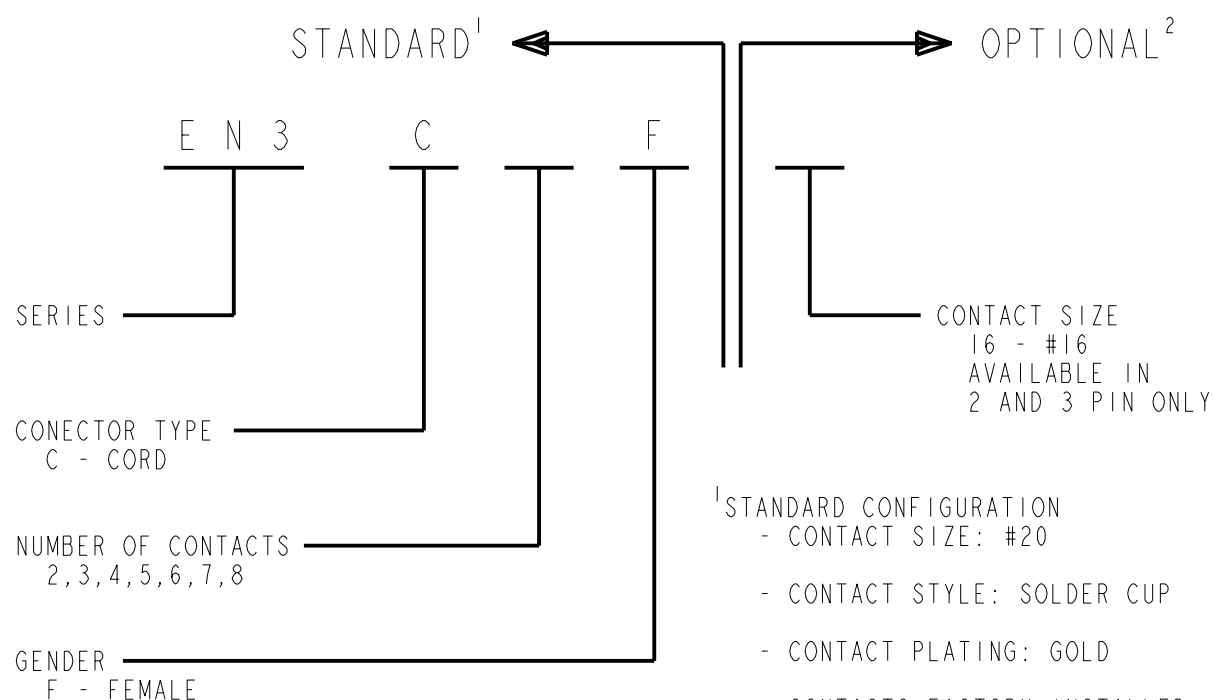 STANDARD¹
OPTIONAL²
EN3 C F
SERIES
CONECTOR TYPE
C - CORD
NUMBER OF CONTACTS
2,3,4,5,6,7,8
GENDER
F - FEMALE
CONTACT SIZE
16 - #16
AVAILABLE IN
2 AND 3 PIN ONLY
¹STANDARD CONFIGURATION
- CONTACT SIZE: #20
- CONTACT STYLE: SOLDER CUP
- CONTACT PLATING: GOLD